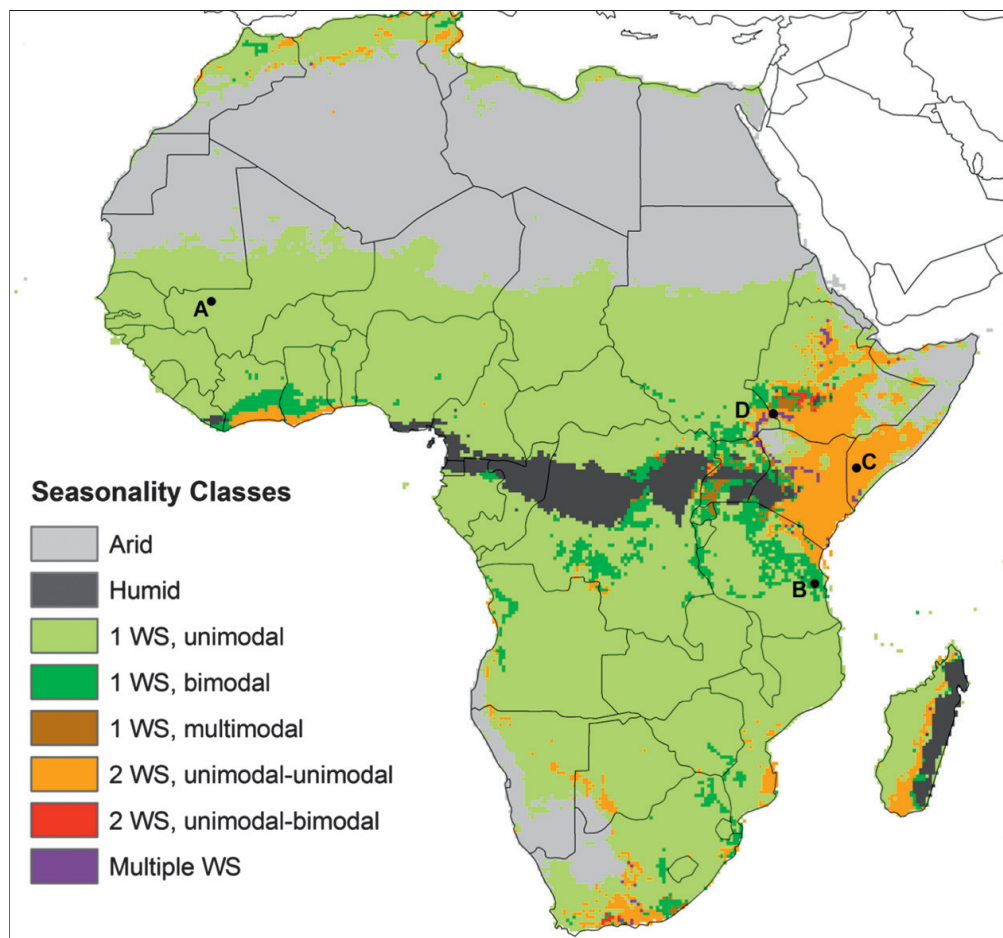 A
D
C
B
Seasonality Classes
Arid
Humid
1 WS, unimodal
1 WS, bimodal
1 WS, multimodal
2 WS, unimodal-unimodal
2 WS, unimodal-bimodal
Multiple WS